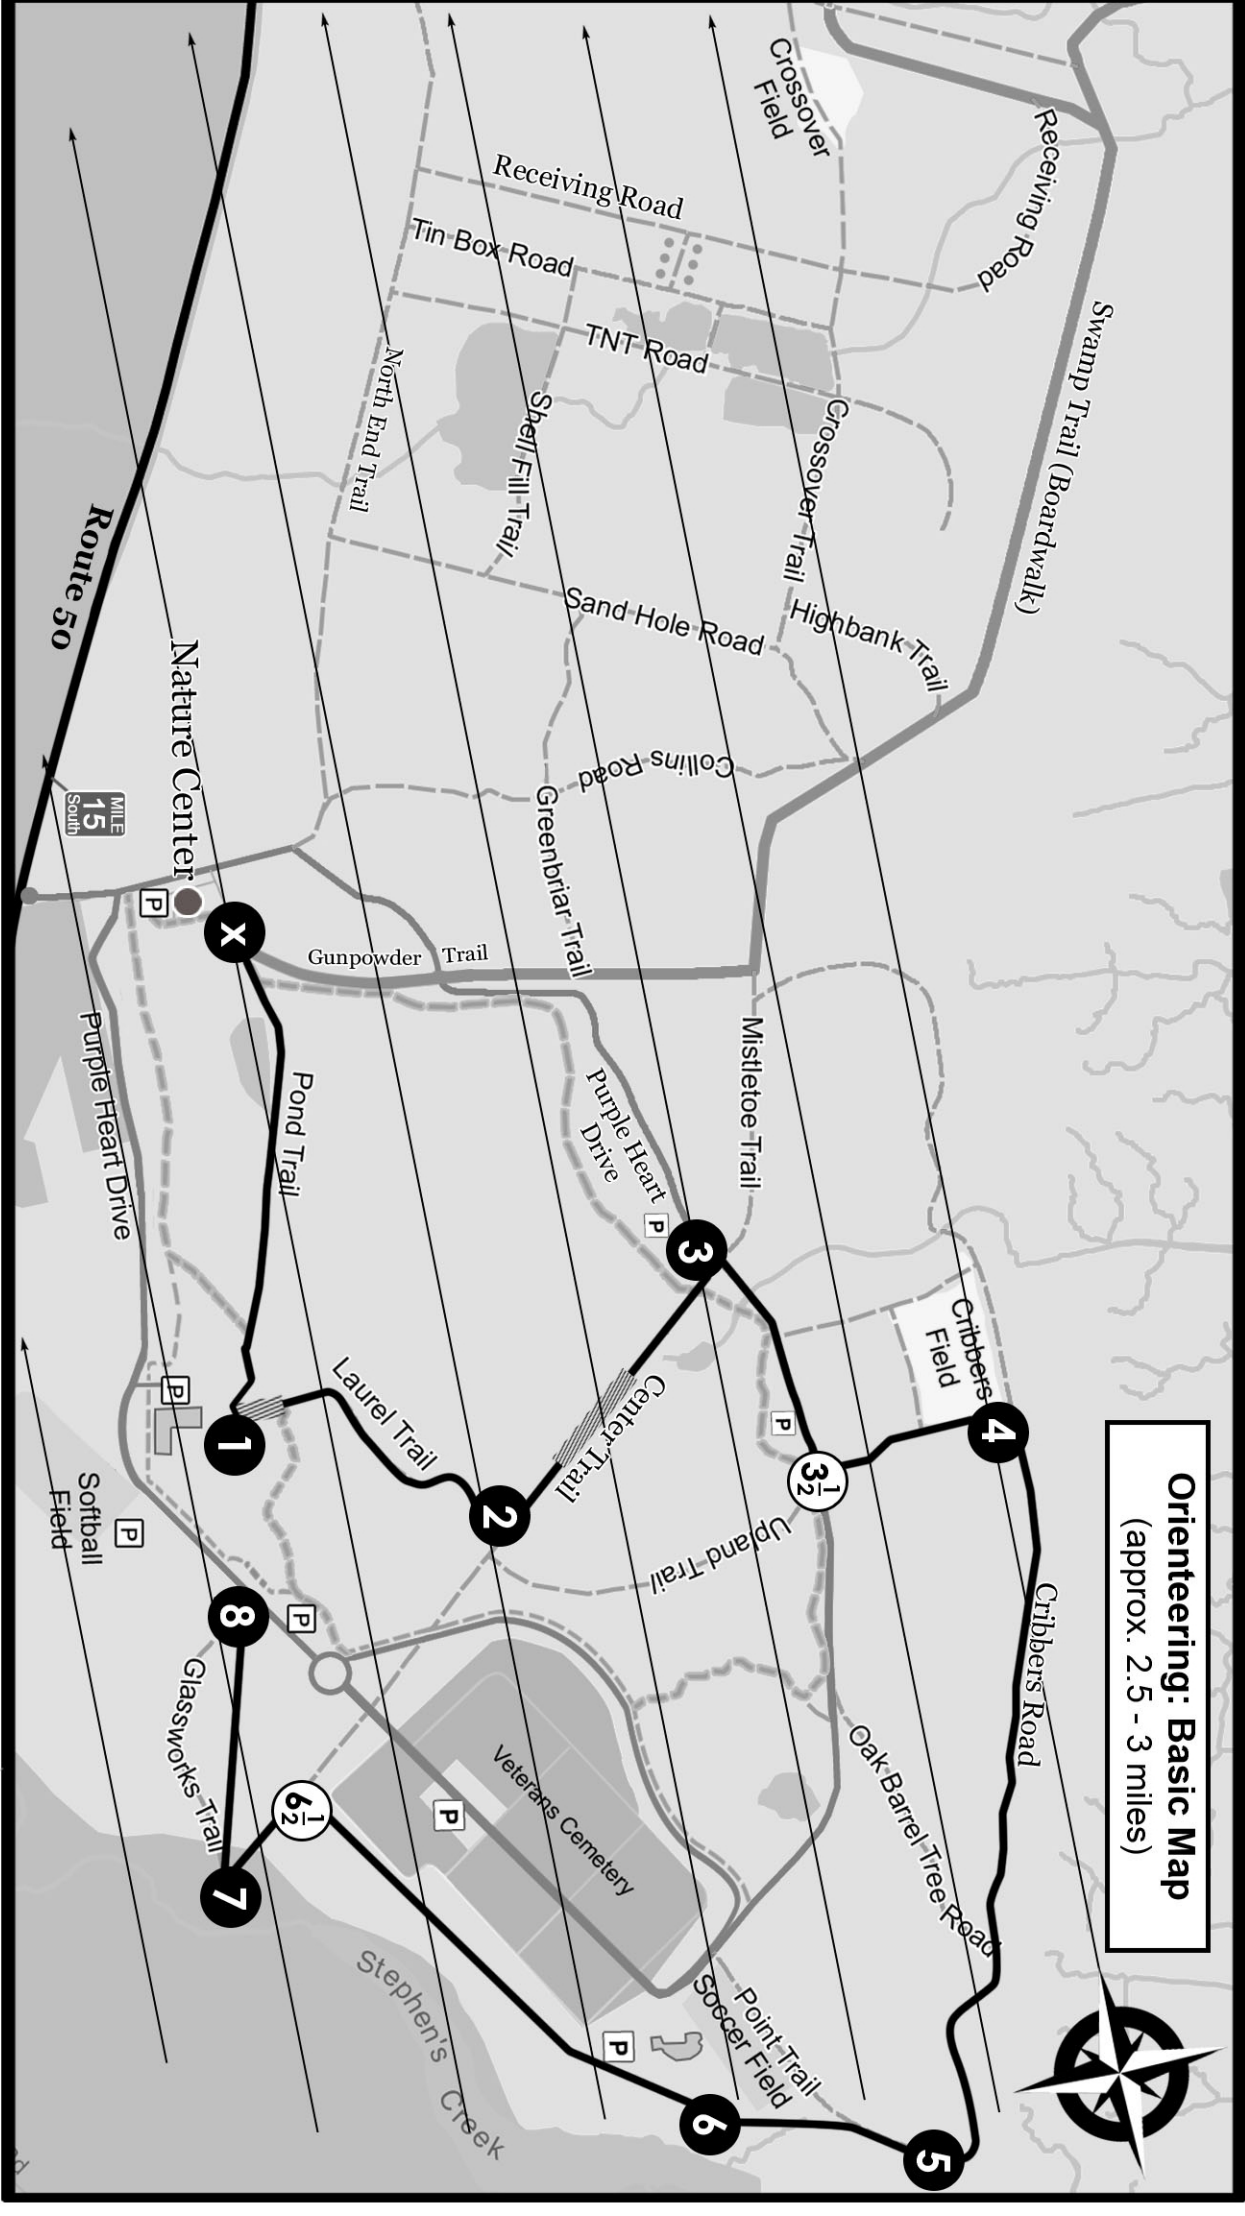 Orienteering: Basic Map
(approx. 2.5 - 3 miles)
Crossover
Field
Receiving Road
Receiving Road
Tin Box Road
TNT Road
North End Trail
Shell Fill Trail
Crossover Trail
Swamp Trail (Boardwalk)
Highbank Trail
Sand Hole Road
Collins Road
Greenbriar Trail
Route 50
MILE
15
South
Nature Center
P
X
Gunpowder Trail
Mistletoe Trail
Purple Heart
Drive
P
3
Pond Trail
Purple Heart Drive
Cribbers
Field
4
P
3½
Center Trail
Laurel Trail
P
1
2
Upland Trail
Softball
Field
P
P
8
Glassworks Trail
6½
7
Veterans Cemetery
P
Cribbers Road
Oak Barrel Tree Road
Point Trail
Soccer Field
P
6
5
Stephen's Creek